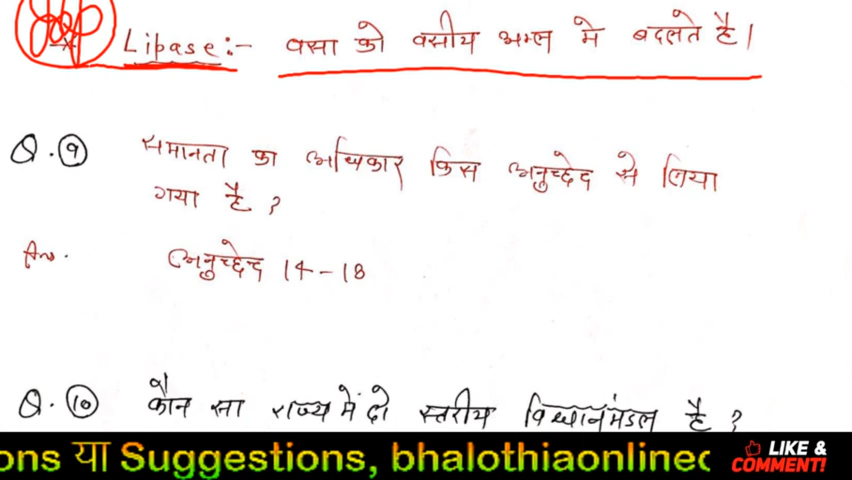 Lipase:- वसा को वसीय अम्ल मे बदलते है।
Q. 9 समानता का अधिकार किस अनुच्छेद से लिया
गया है ?
Ans. अनुच्छेद 14-18
Q. 10 कौन सा राज्य में दो स्तरीय विधानमंडल है ?
ons या Suggestions, bhalothiaonlinec
LIKE &
COMMENT!